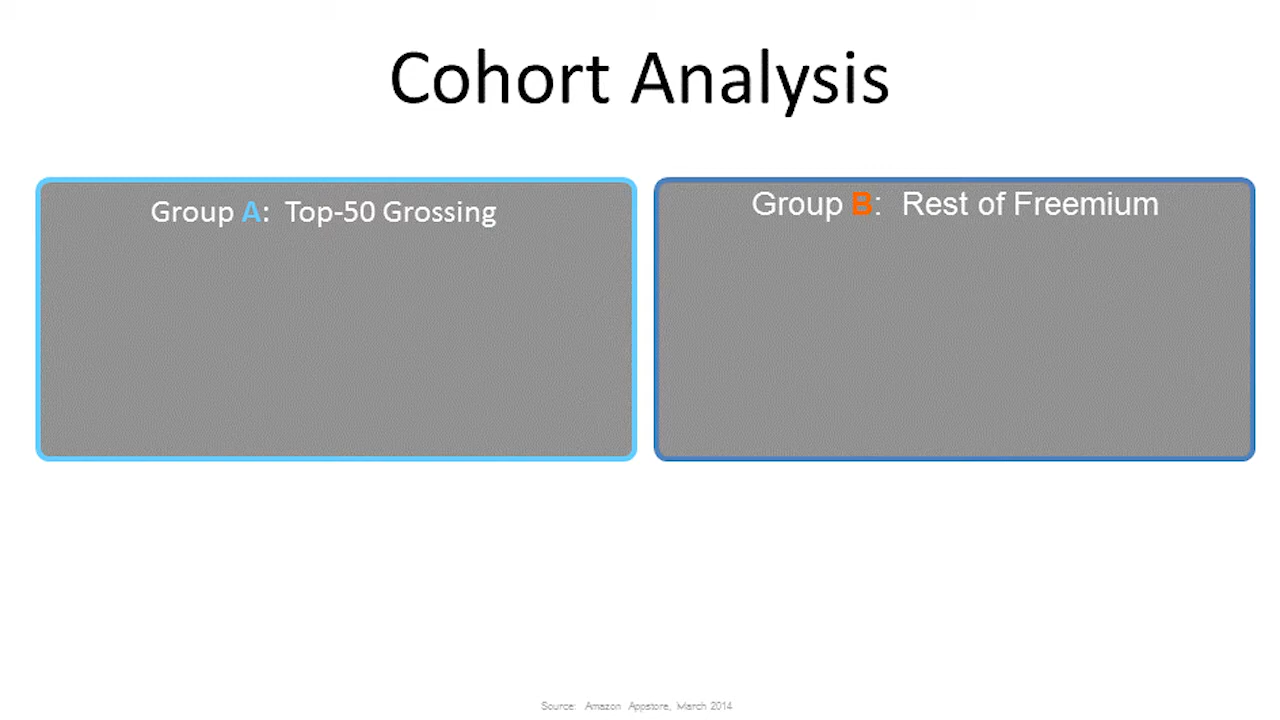 Cohort Analysis
Group A: Top-50 Grossing
Group B: Rest of Freemium
Source: Amazon Appstore, March 2014